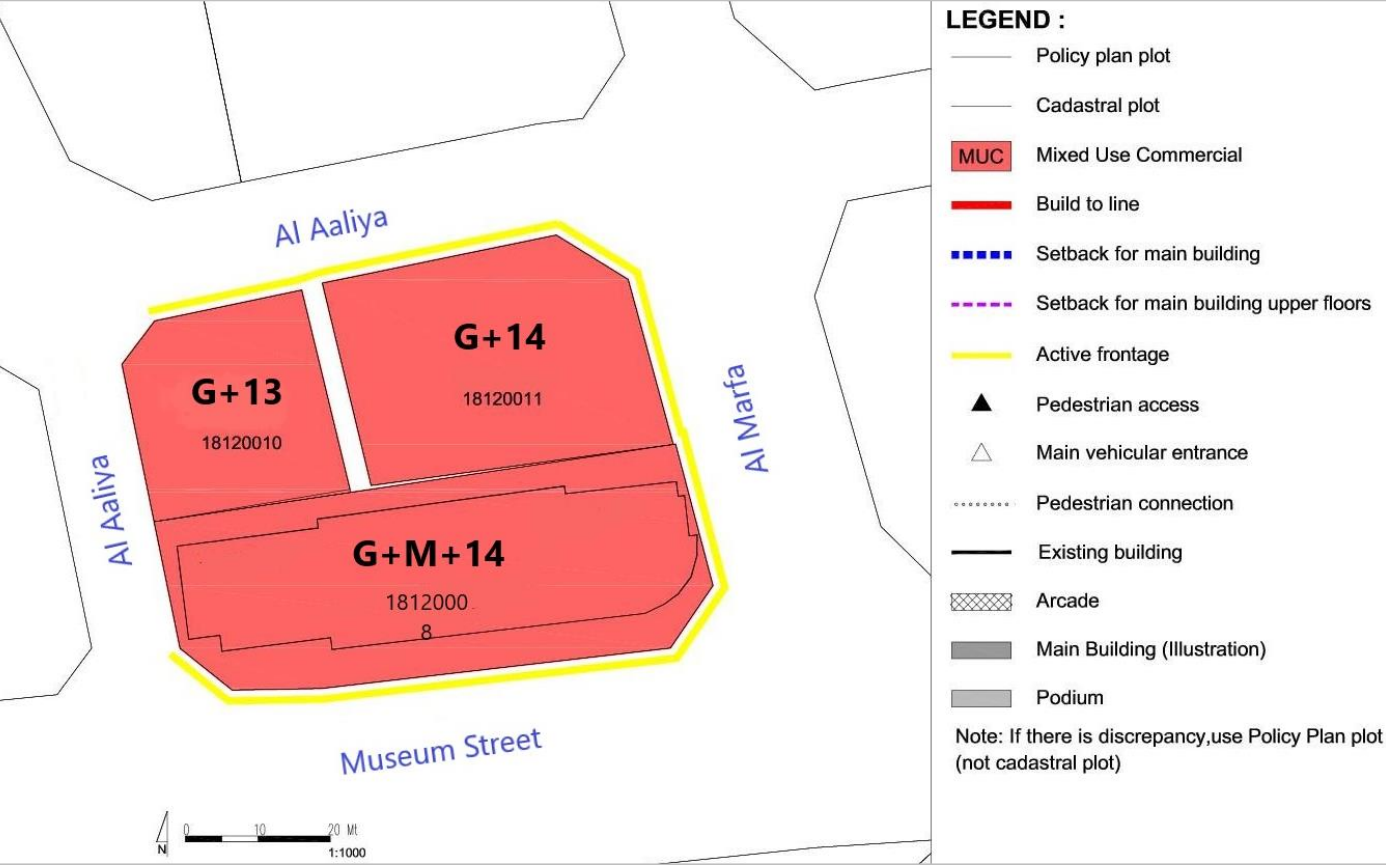 Al Aaliya
G+14
18120011
G+13
18120010
Al Marfa
Al Aaliya
G+M+14
1812000
8
Museum Street
0 10 20 Mt
N
1:1000
LEGEND :
Policy plan plot
Cadastral plot
MUC Mixed Use Commercial
Build to line
Setback for main building
Setback for main building upper floors
Active frontage
Pedestrian access
Main vehicular entrance
Pedestrian connection
Existing building
Arcade
Main Building (Illustration)
Podium
Note: If there is discrepancy,use Policy Plan plot
(not cadastral plot)